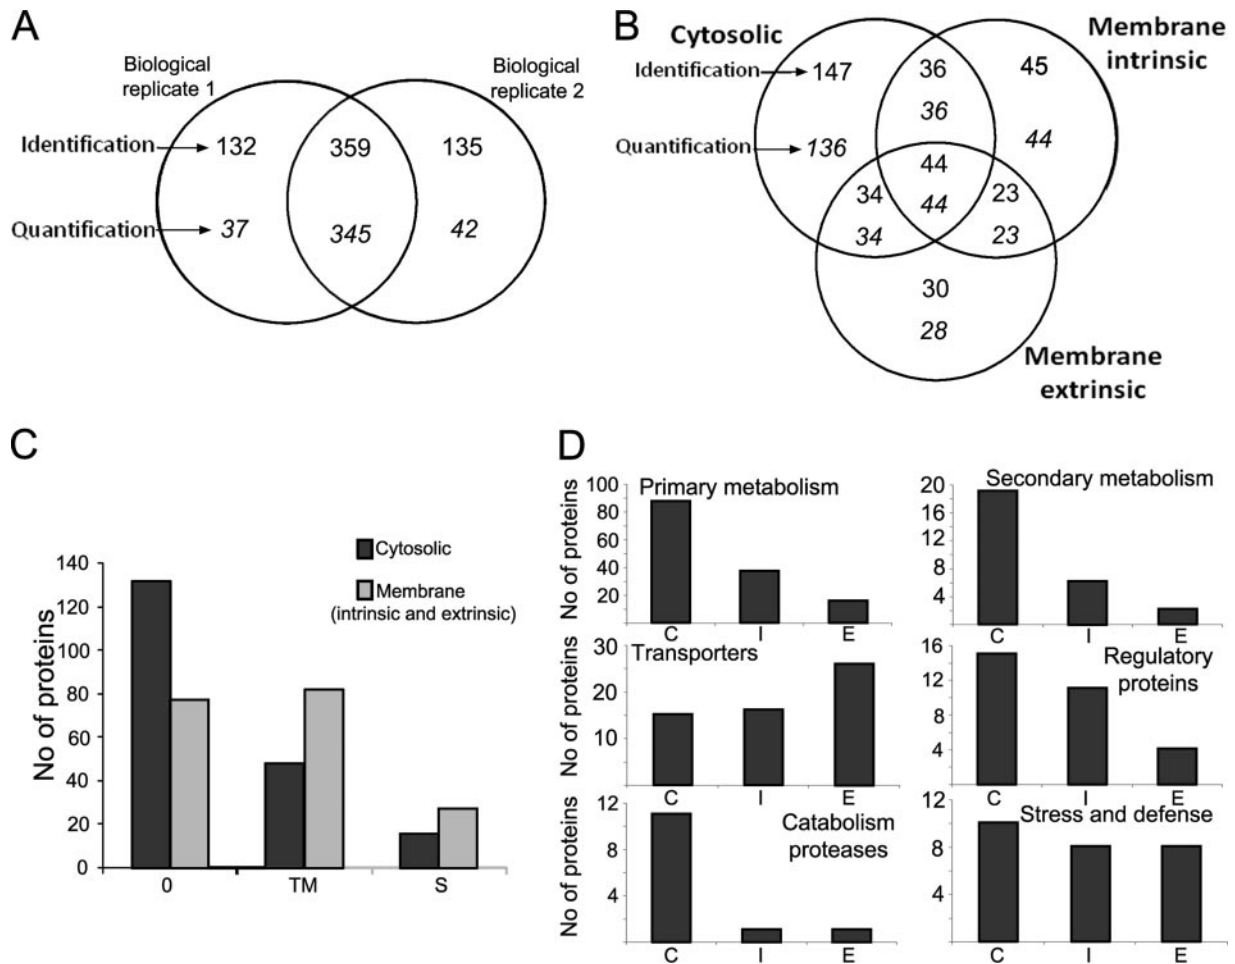 A
Biological
replicate 1
Biological
replicate 2
Identification
132
359
135
Quantification
37
345
42
B
Cytosolic
Membrane
intrinsic
Identification
147
36
45
36
Quantification
136
44
44
34
44
23
34
23
30
28
Membrane
extrinsic
C
No of proteins
140
120
100
80
60
40
20
0
Cytosolic
Membrane
(intrinsic and extrinsic)
0
TM
S
D
No of proteins
100
80
60
40
20
Primary metabolism
C
I
E
20
16
12
8
4
Secondary metabolism
C
I
E
No of proteins
30
20
10
Transporters
C
I
E
16
12
8
4
Regulatory
proteins
C
I
E
No of proteins
12
8
4
Catabolism
proteases
C
I
E
12
8
4
Stress and defense
C
I
E